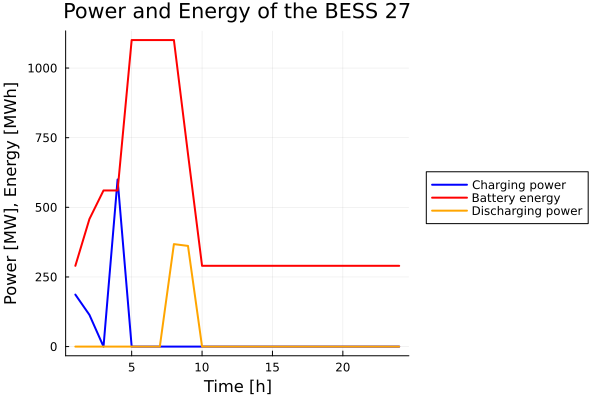 Power and Energy of the BESS 27
Power [MW], Energy [MWh]
1000
750
500
250
0
5
10
15
20
Time [h]
Charging power
Battery energy
Discharging power